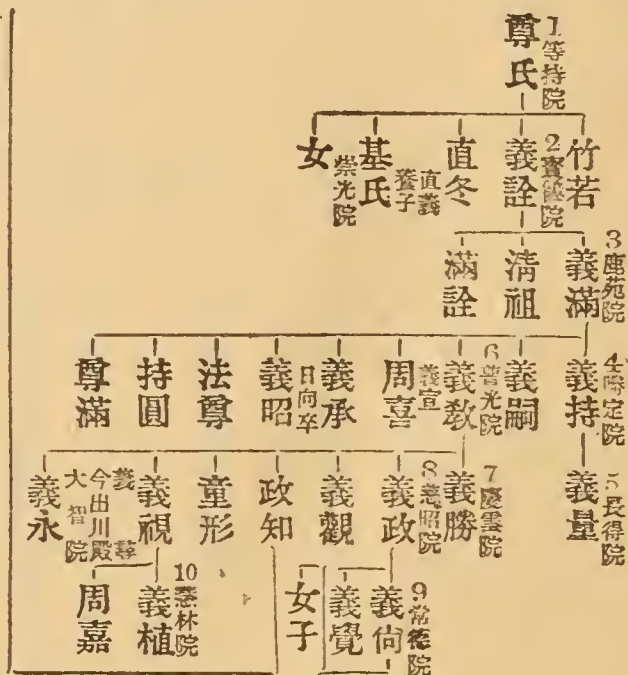 1 等持院
尊氏
竹若
2 寶篋院
義詮
直冬
直義養子
基氏
崇光院
女
3 鹿苑院
義滿
清祖
滿詮
4 勝定院
義持
義嗣
6 普光院
義教
義宣
周喜
義承
日向卒
義昭
法尊
持圓
尊滿
5 長得院
義量
7 慶雲院
義勝
8 慈照院
義政
義觀
政知
童形
義視
義尋
今出川殿
大智院
義永
9 常德院
義尙
義覺
女子
10 惠林院
義植
周嘉